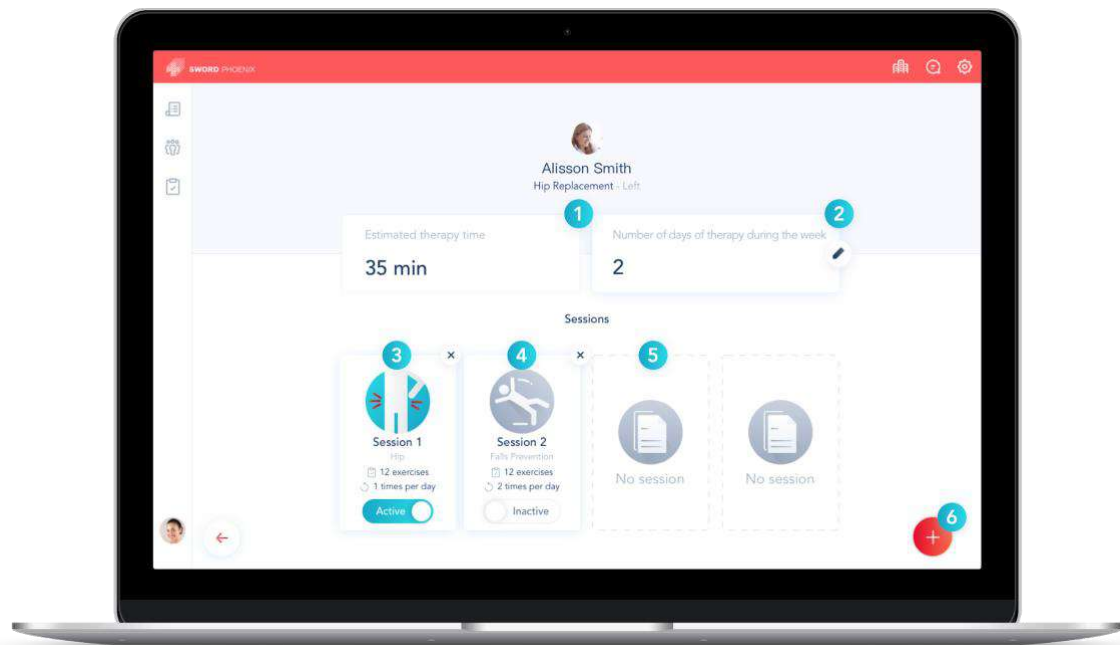 SWORD PHOENIX
Alisson Smith
Hip Replacement - Left
1
2
Estimated therapy time
Number of days of therapy during the week
35 min
2
Sessions
3
4
5
Session 1
Hip
12 exercises
1 times per day
Active
Session 2
Falls Prevention
12 exercises
2 times per day
Inactive
No session
No session
6